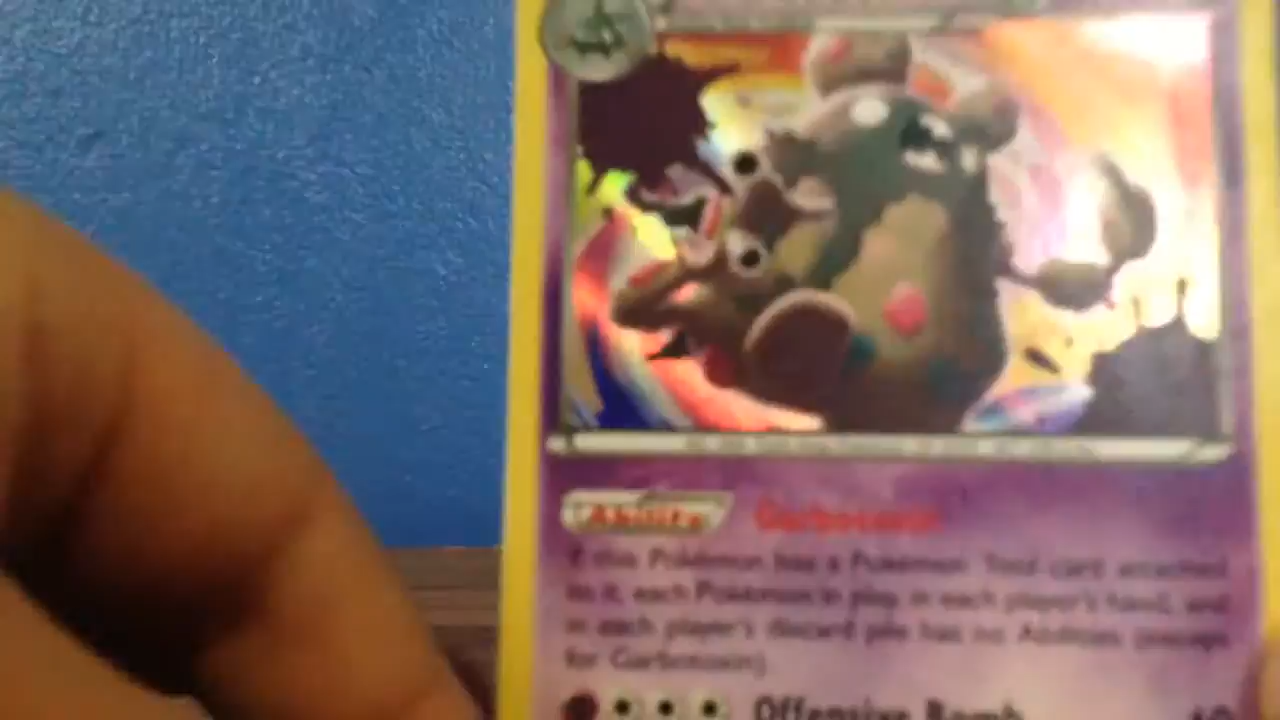 Ability Garbotoxin
If this Pokémon has a Pokémon Tool card attached
to it, each Pokémon in play, in each player's hand, and
in each player's discard pile has no Abilities (except
for Garbotoxin).
Offensive Bomb 60